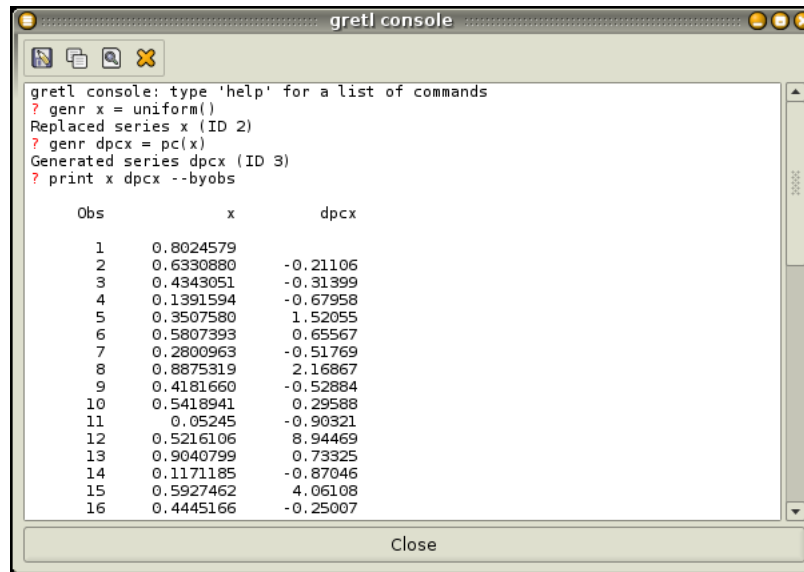 gretl console
gretl console: type 'help' for a list of commands
? genr x = uniform()
Replaced series x (ID 2)
? genr dpcx = pc(x)
Generated series dpcx (ID 3)
? print x dpcx --byobs
Obs x dpcx
1 0.8024579
2 0.6330880 -0.21106
3 0.4343051 -0.31399
4 0.1391594 -0.67958
5 0.3507580 1.52055
6 0.5807393 0.65567
7 0.2800963 -0.51769
8 0.8875319 2.16867
9 0.4181660 -0.52884
10 0.5418941 0.29588
11 0.05245 -0.90321
12 0.5216106 8.94469
13 0.9040799 0.73325
14 0.1171185 -0.87046
15 0.5927462 4.06108
16 0.4445166 -0.25007
Close